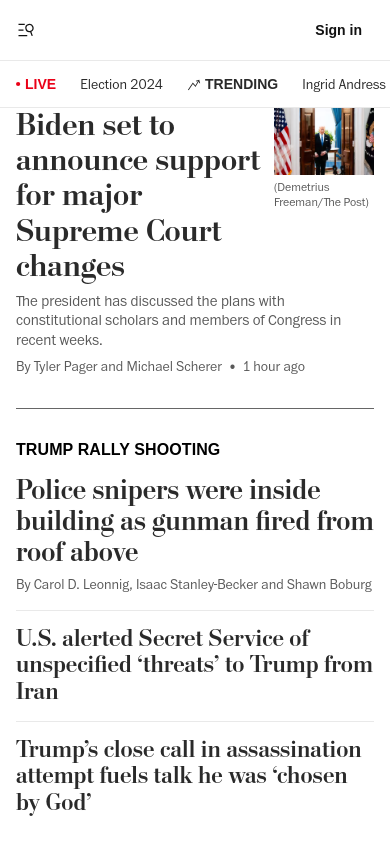 Sign in
LIVE
Election 2024
TRENDING
Ingrid Andress
Biden set to
announce support
for major
Supreme Court
changes
(Demetrius
Freeman/The Post)
The president has discussed the plans with
constitutional scholars and members of Congress in
recent weeks.
By Tyler Pager and Michael Scherer • 1 hour ago
TRUMP RALLY SHOOTING
Police snipers were inside
building as gunman fired from
roof above
By Carol D. Leonnig, Isaac Stanley-Becker and Shawn Boburg
U.S. alerted Secret Service of
unspecified ‘threats’ to Trump from
Iran
Trump’s close call in assassination
attempt fuels talk he was ‘chosen
by God’